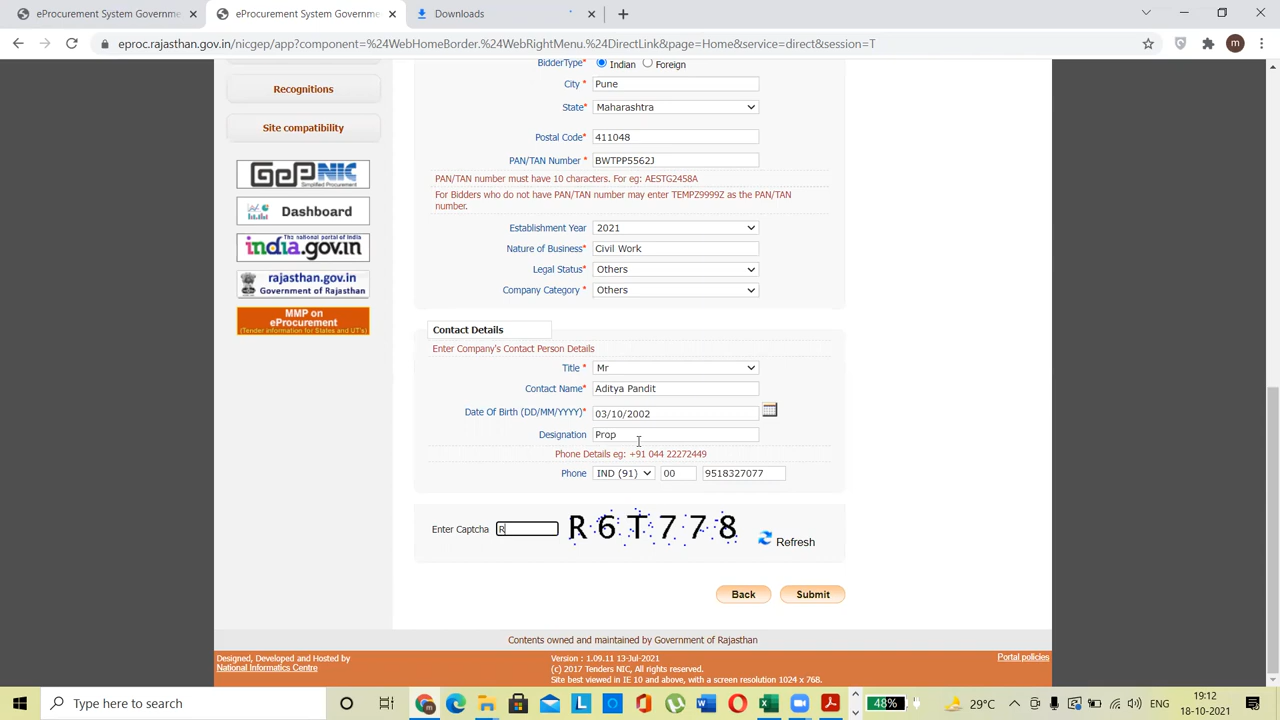 eProcurement System Government
eProcurement System Government
Downloads
eproc.rajasthan.gov.in/nicgep/app?component=%24WebHomeBorder.%24WebRightMenu.%24DirectLink&page=Home&service=direct&session=T
m
BidderType* Indian Foreign
Recognitions
City * Pune
State* Maharashtra
Site compatibility
Postal Code* 411048
PAN/TAN Number * BWTPP5562J
GePNIC
Simplified Procurement
PAN/TAN number must have 10 characters. For eg: AESTG2458A
For Bidders who do not have PAN/TAN number may enter TEMPZ9999Z as the PAN/TAN
number.
Dashboard
Establishment Year 2021
The national portal of India
india.gov.in
Nature of Business* Civil Work
Legal Status* Others
rajasthan.gov.in
Government of Rajasthan
Company Category * Others
MMP on
eProcurement
(Tender information for States and UT's)
Contact Details
Enter Company's Contact Person Details
Title * Mr
Contact Name* Aditya Pandit
Date Of Birth (DD/MM/YYYY)* 03/10/2002
Designation Prop
Phone Details eg: +91 044 22272449
Phone IND (91) 00 9518327077
Enter Captcha R R6T778 Refresh
Back Submit
Contents owned and maintained by Government of Rajasthan
Designed, Developed and Hosted by
National Informatics Centre
Version : 1.09.11 13-Jul-2021
(c) 2017 Tenders NIC, All rights reserved.
Site best viewed in IE 10 and above, with a screen resolution 1024 x 768.
Portal policies
Type here to search
48%
29°C
ENG
19:12
18-10-2021